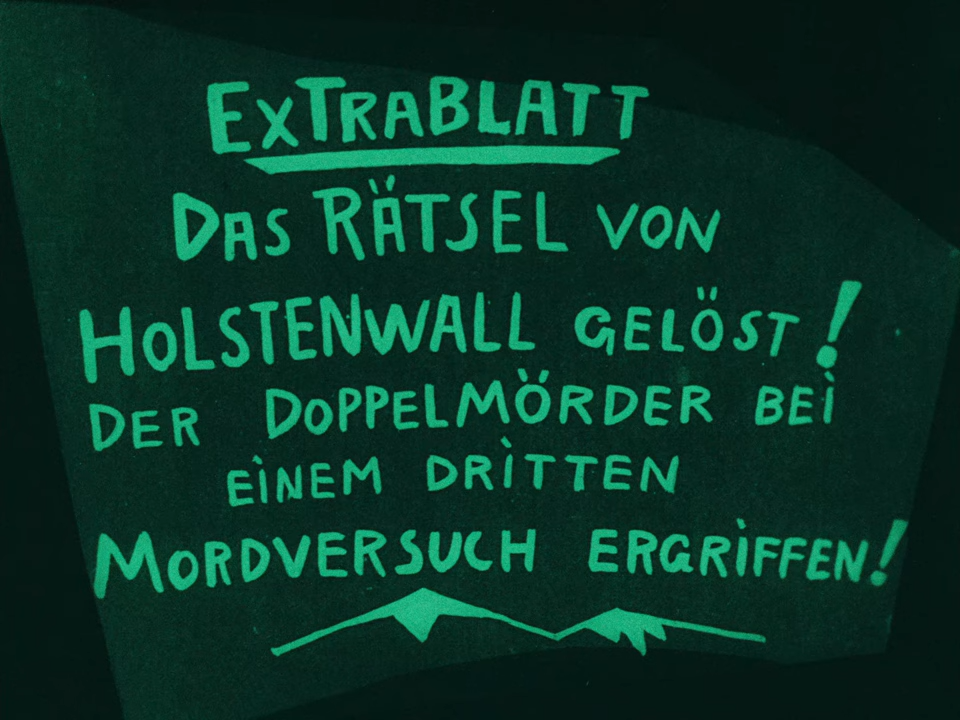 EXTRABLATT
DAS RÄTSEL VON
HOLSTENWALL GELÖST!
DER DOPPELMÖRDER BEI
EINEM DRITTEN
MORDVERSUCH ERGRIFFEN!